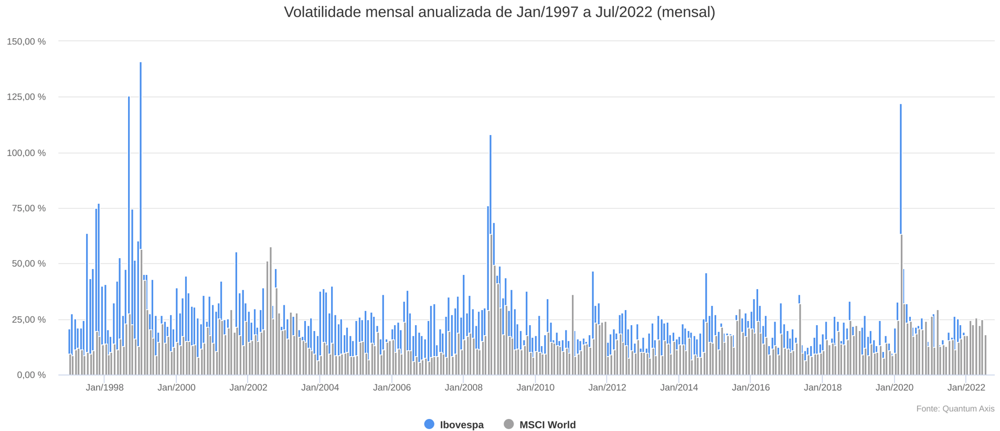 Volatilidade mensal anualizada de Jan/1997 a Jul/2022 (mensal)
150,00 %
125,00 %
100,00 %
75,00 %
50,00 %
25,00 %
0,00 %
Jan/1998 Jan/2000 Jan/2002 Jan/2004 Jan/2006 Jan/2008 Jan/2010 Jan/2012 Jan/2014 Jan/2016 Jan/2018 Jan/2020 Jan/2022
Fonte: Quantum Axis
Ibovespa MSCI World